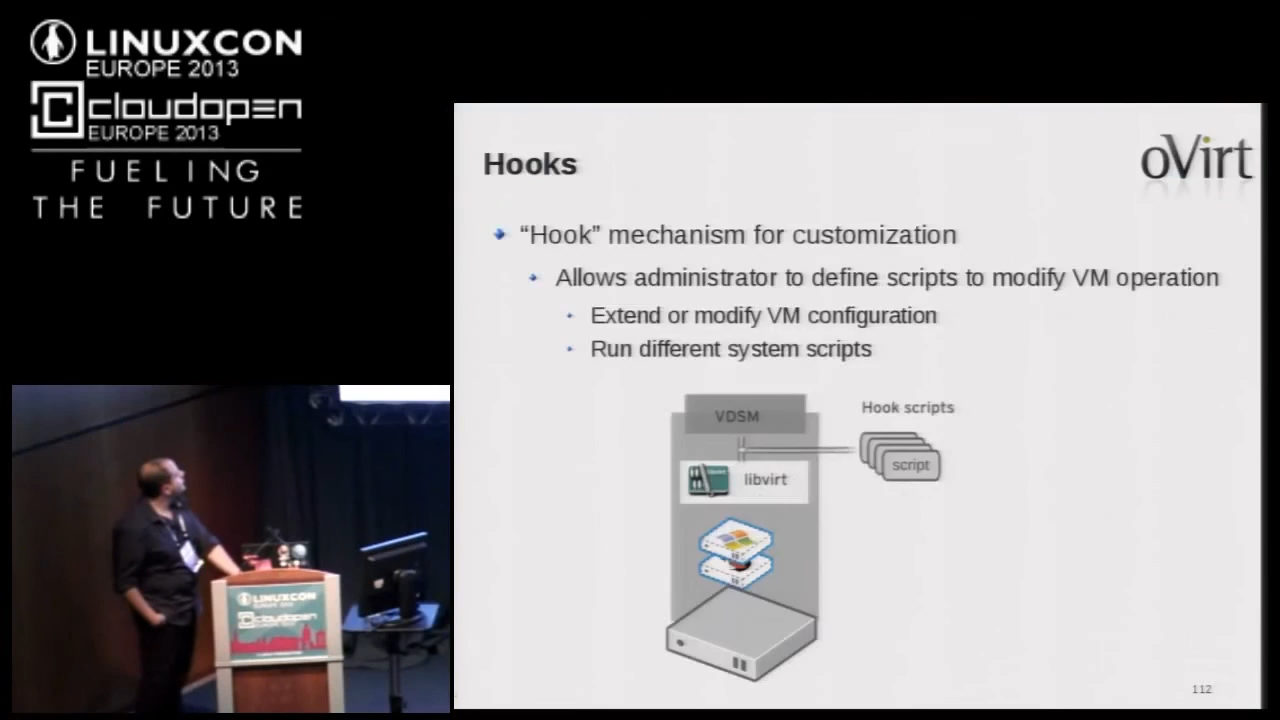 LINUXCON
EUROPE 2013
cloudopen
EUROPE 2013
FUELING
THE FUTURE
Hooks
oVirt
“Hook” mechanism for customization
Allows administrator to define scripts to modify VM operation
Extend or modify VM configuration
Run different system scripts
VDSM
Hook scripts
script
libvirt
112
LINUXCON
cloudopen